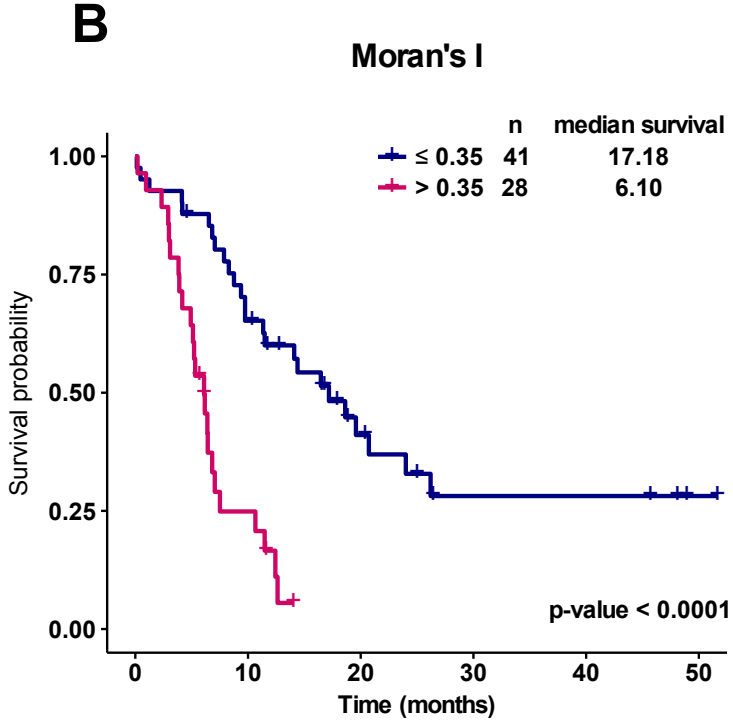 B
Moran's I
n median survival
≤ 0.35 41 17.18
> 0.35 28 6.10
1.00
0.75
0.50
0.25
0.00
Survival probability
p-value < 0.0001
0 10 20 30 40 50
Time (months)